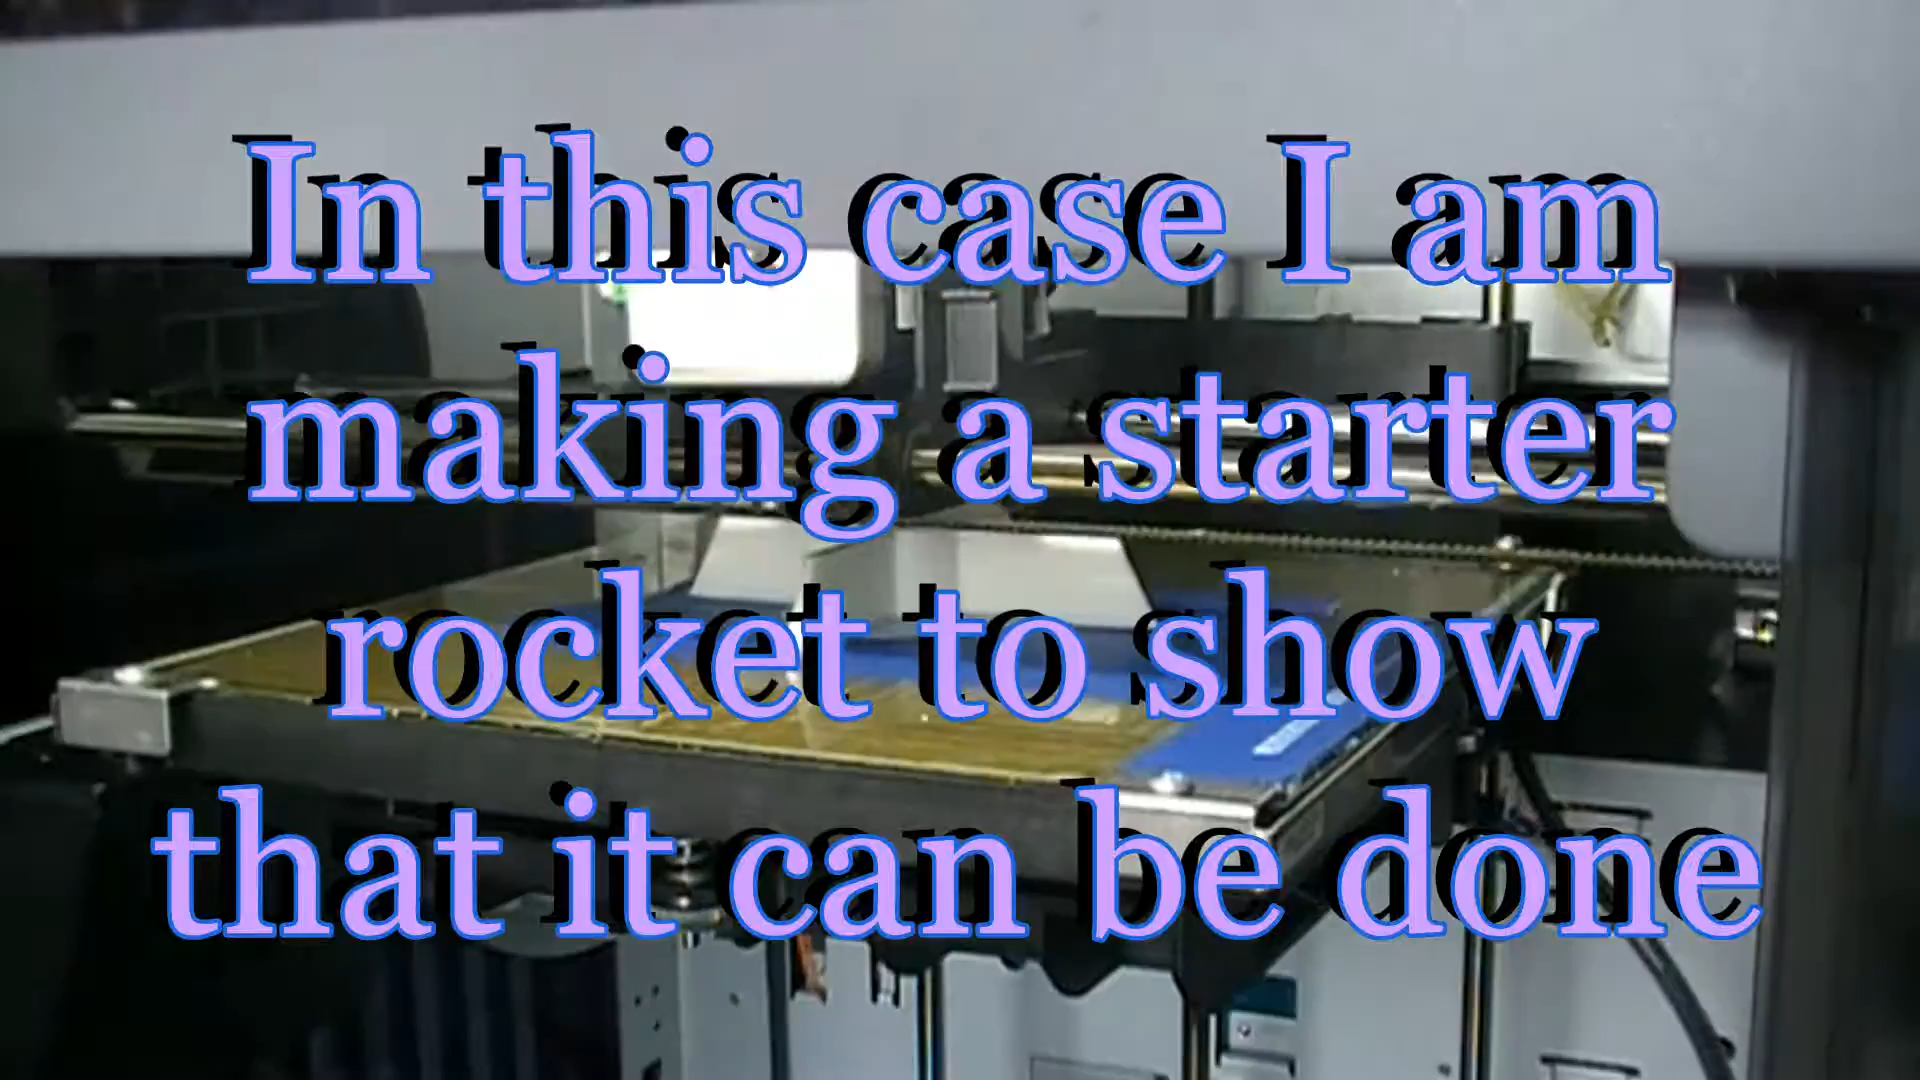 In this case I am
making a starter
rocket to show
that it can be done